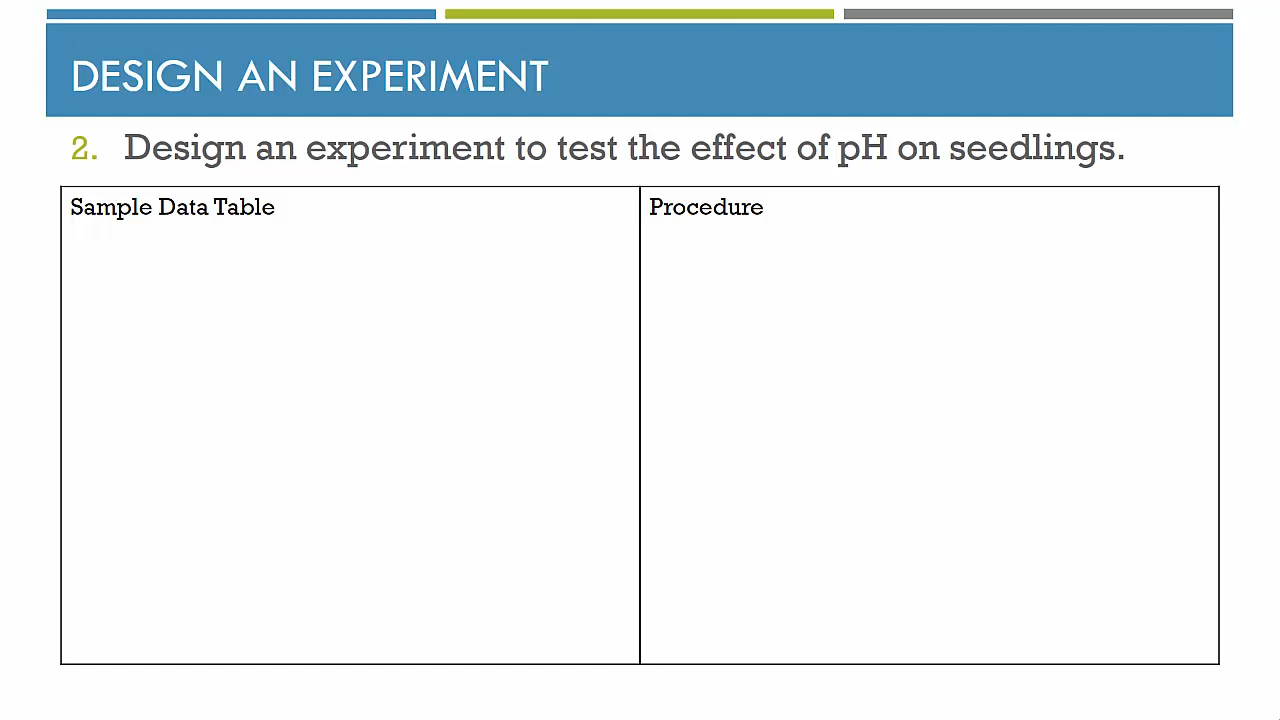 DESIGN AN EXPERIMENT
2. Design an experiment to test the effect of pH on seedlings.
Sample Data Table
Procedure